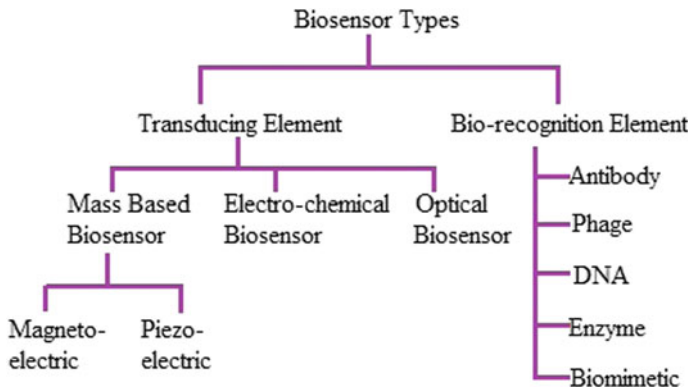 Biosensor Types
Transducing Element
Bio-recognition Element
Mass Based
Biosensor
Electro-chemical
Biosensor
Optical
Biosensor
Magneto-
electric
Piezo-
electric
Antibody
Phage
DNA
Enzyme
Biomimetic